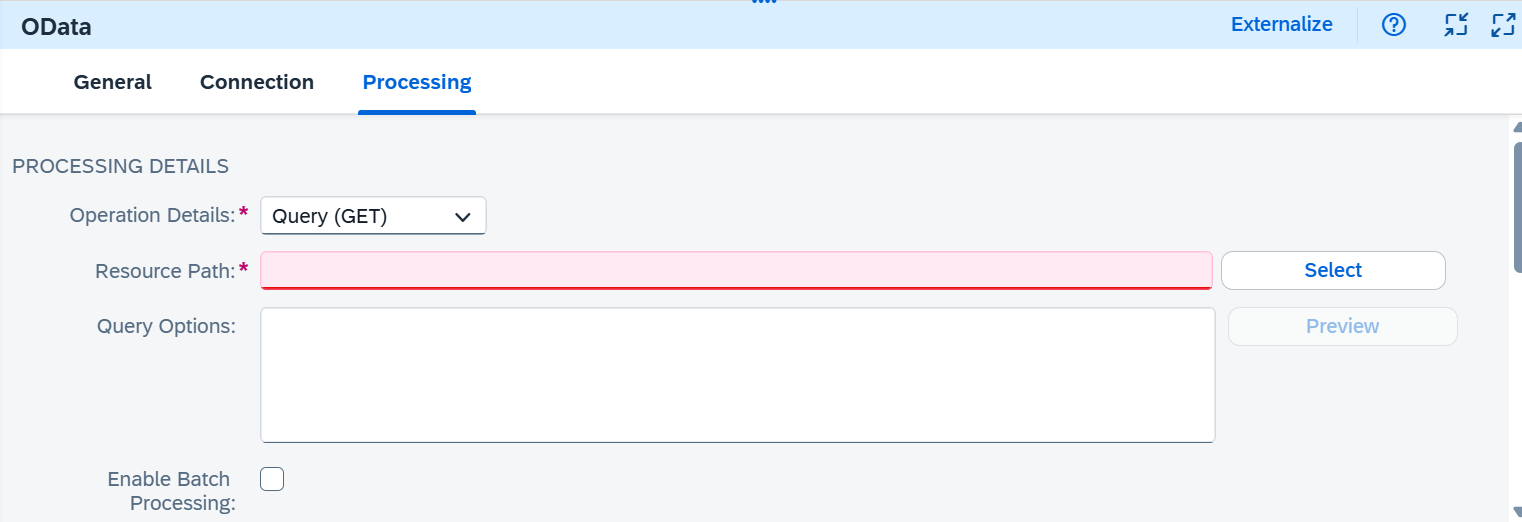 OData
Externalize
General Connection Processing
PROCESSING DETAILS
Operation Details:* Query (GET)
Resource Path:* Select
Query Options: Preview
Enable Batch
Processing: